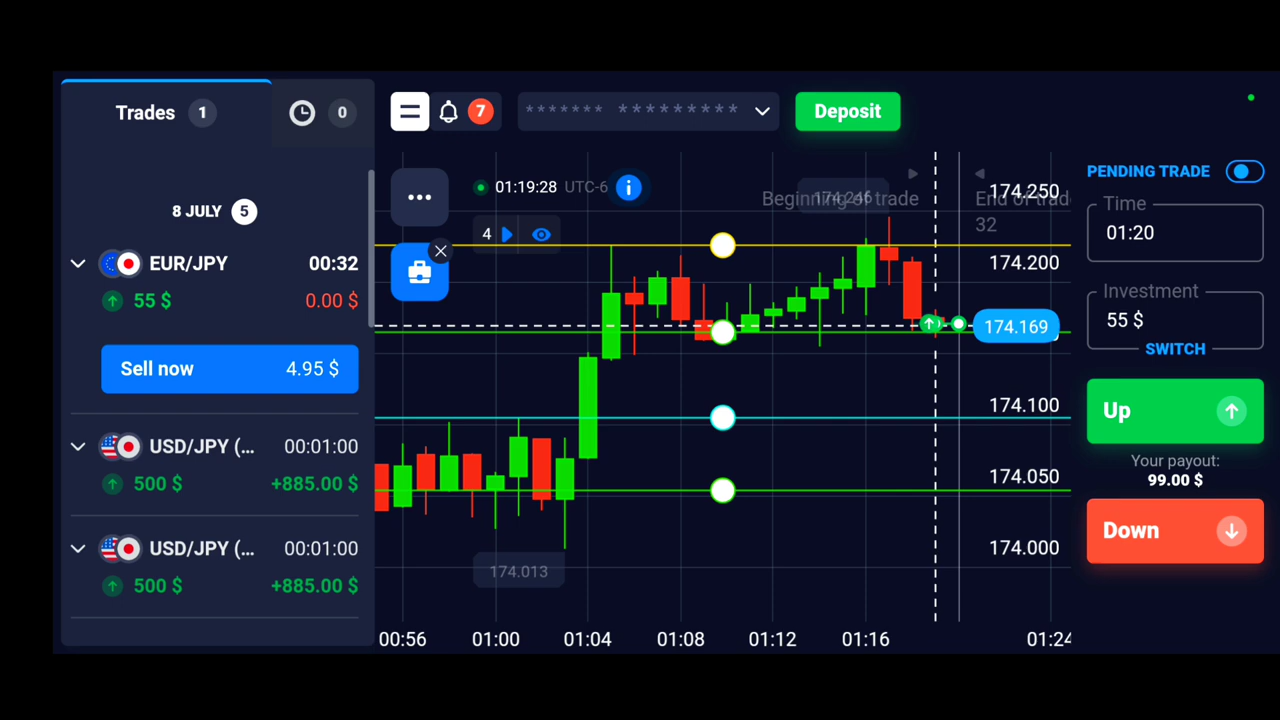 Trades 1
0
7
******* *********
Deposit
8 JULY 5
EUR/JPY 00:32
55 $ 0.00 $
Sell now 4.95 $
USD/JPY (... 00:01:00
500 $ +885.00 $
USD/JPY (... 00:01:00
500 $ +885.00 $
01:19:28 UTC-6
4
Beginning of trade
174.246
End of trade
32
174.250
174.200
174.169
174.100
174.050
174.000
174.013
00:56 01:00 01:04 01:08 01:12 01:16 01:24
PENDING TRADE
Time
01:20
Investment
55 $
SWITCH
Up
Your payout:
99.00 $
Down